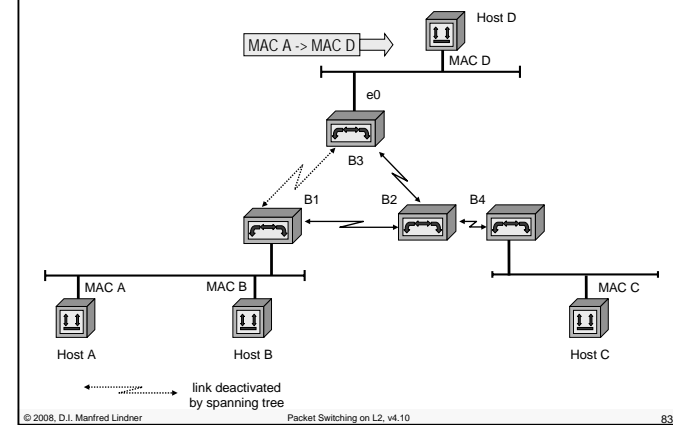 Host D
MAC A -> MAC D
MAC D
e0
B3
B1
B2
B4
MAC A
MAC B
MAC C
Host A
Host B
Host C
link deactivated
by spanning tree
© 2008, D.I. Manfred Lindner
Packet Switching on L2, v4.10
83